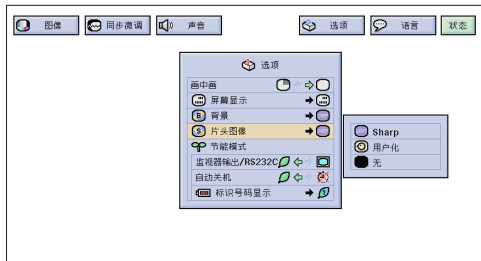 图像
同步微调
声音
选项
语言
状态
选项
画中画
屏幕显示
B 背景
S 片头图像
节能模式
监视器输出/RS232C
自动关机
标识号码显示
Sharp
用户化
无